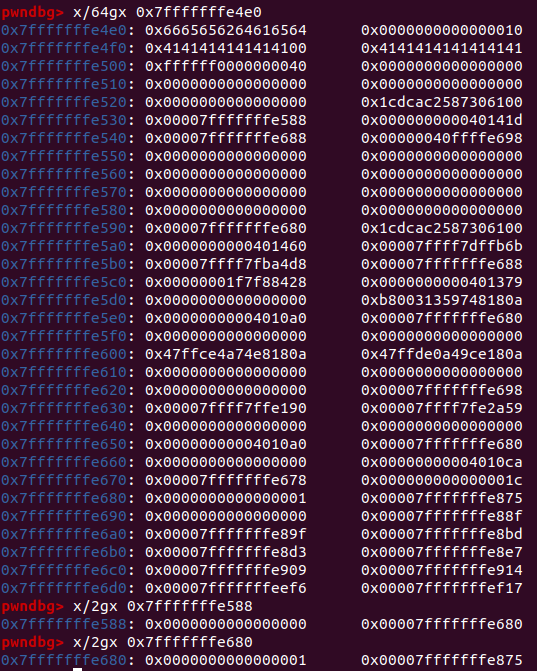 pwndbg> x/64gx 0x7fffffffe4e0
0x7fffffffe4e0: 0x6665656264616564 0x0000000000000010
0x7fffffffe4f0: 0x4141414141414100 0x4141414141414141
0x7fffffffe500: 0xffffff0000000040 0x0000000000000000
0x7fffffffe510: 0x0000000000000000 0x0000000000000000
0x7fffffffe520: 0x0000000000000000 0x1cdcac2587306100
0x7fffffffe530: 0x00007fffffffe588 0x000000000040141d
0x7fffffffe540: 0x00007fffffffe688 0x00000040ffffe698
0x7fffffffe550: 0x0000000000000000 0x0000000000000000
0x7fffffffe560: 0x0000000000000000 0x0000000000000000
0x7fffffffe570: 0x0000000000000000 0x0000000000000000
0x7fffffffe580: 0x0000000000000000 0x0000000000000000
0x7fffffffe590: 0x00007fffffffe680 0x1cdcac2587306100
0x7fffffffe5a0: 0x0000000000401460 0x00007ffff7dffb6b
0x7fffffffe5b0: 0x00007ffff7fba4d8 0x00007fffffffe688
0x7fffffffe5c0: 0x00000001f7f88428 0x0000000000401379
0x7fffffffe5d0: 0x0000000000000000 0xb80031359748180a
0x7fffffffe5e0: 0x00000000004010a0 0x00007fffffffe680
0x7fffffffe5f0: 0x0000000000000000 0x0000000000000000
0x7fffffffe600: 0x47ffce4a74e8180a 0x47ffde0a49ce180a
0x7fffffffe610: 0x0000000000000000 0x0000000000000000
0x7fffffffe620: 0x0000000000000000 0x00007fffffffe698
0x7fffffffe630: 0x00007ffff7ffe190 0x00007ffff7fe2a59
0x7fffffffe640: 0x0000000000000000 0x0000000000000000
0x7fffffffe650: 0x00000000004010a0 0x00007fffffffe680
0x7fffffffe660: 0x0000000000000000 0x00000000004010ca
0x7fffffffe670: 0x00007fffffffe678 0x000000000000001c
0x7fffffffe680: 0x0000000000000001 0x00007fffffffe875
0x7fffffffe690: 0x0000000000000000 0x00007fffffffe88f
0x7fffffffe6a0: 0x00007fffffffe89f 0x00007fffffffe8bd
0x7fffffffe6b0: 0x00007fffffffe8d3 0x00007fffffffe8e7
0x7fffffffe6c0: 0x00007fffffffe909 0x00007fffffffe914
0x7fffffffe6d0: 0x00007fffffffeef6 0x00007fffffffef17
pwndbg> x/2gx 0x7fffffffe588
0x7fffffffe588: 0x0000000000000000 0x00007fffffffe680
pwndbg> x/2gx 0x7fffffffe680
0x7fffffffe680: 0x0000000000000001 0x00007fffffffe875